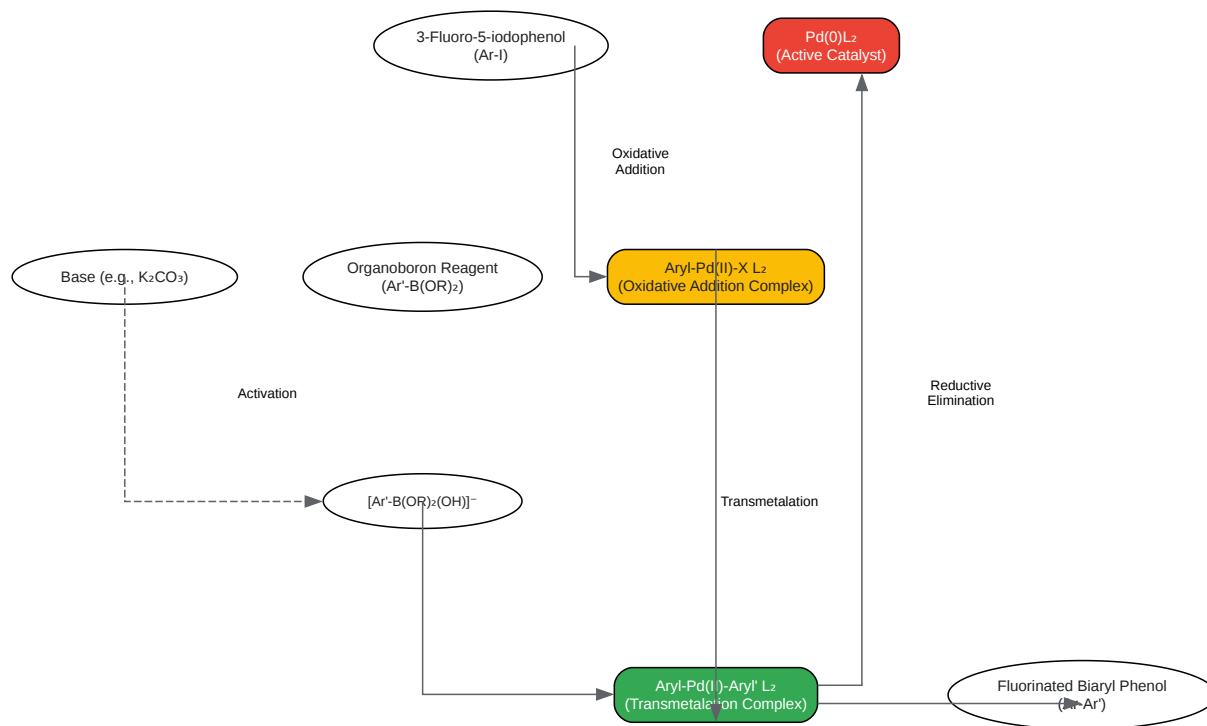 3-Fluoro-5-iodophenol
(Ar-I)
Pd(0)L₂
(Active Catalyst)
Oxidative
Addition
Base (e.g., K₂CO₃)
Organoboron Reagent
(Ar'-B(OR)₂)
Aryl-Pd(II)-X L₂
(Oxidative Addition Complex)
Activation
Reductive
Elimination
[Ar'-B(OR)₂(OH)]⁻
Transmetalation
Aryl-Pd(II)-Aryl' L₂
(Transmetalation Complex)
Fluorinated Biaryl Phenol
(Ar-Ar')